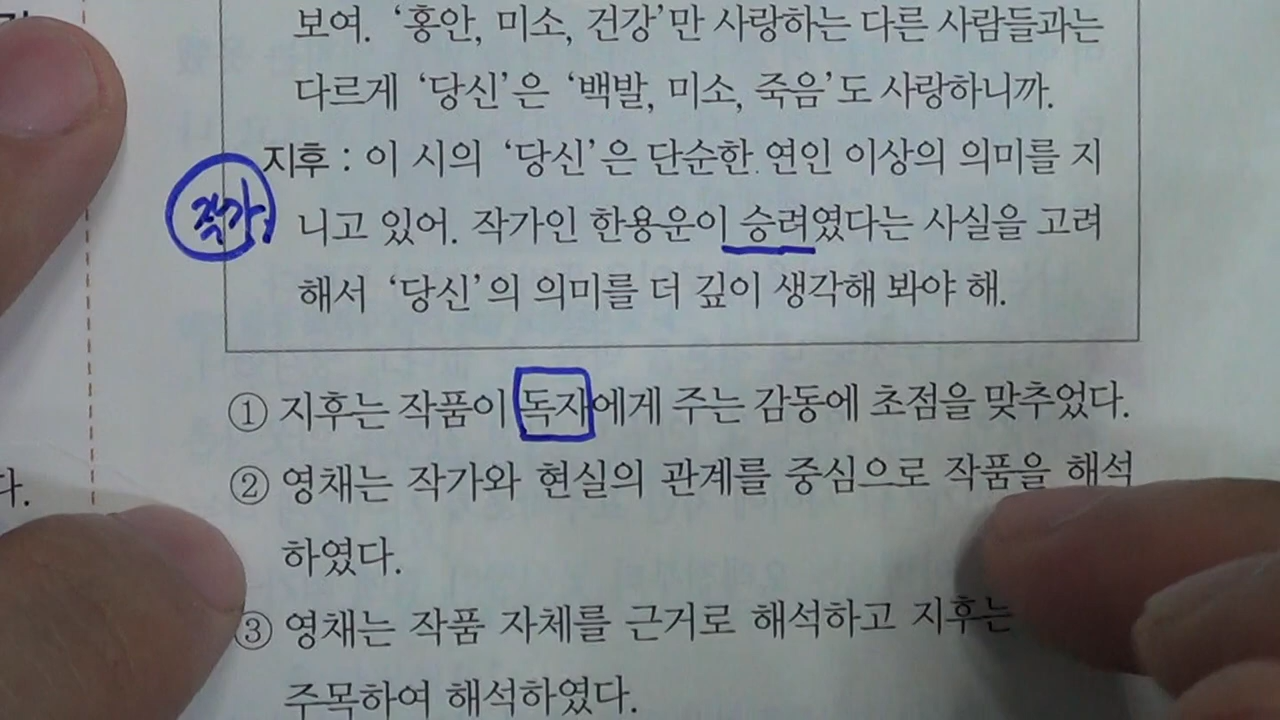 보여. ‘홍안, 미소, 건강’만 사랑하는 다른 사람들과는
다르게 ‘당신’은 ‘백발, 미소, 죽음’도 사랑하니까.
지후 : 이 시의 ‘당신’은 단순한 연인 이상의 의미를 지
작가
니고 있어. 작가인 한용운이 승려였다는 사실을 고려
해서 ‘당신’의 의미를 더 깊이 생각해 봐야 해.
① 지후는 작품이 독자에게 주는 감동에 초점을 맞추었다.
② 영채는 작가와 현실의 관계를 중심으로 작품을 해석
다.
하였다.
③ 영채는 작품 자체를 근거로 해석하고 지후는
주목하여 해석하였다.